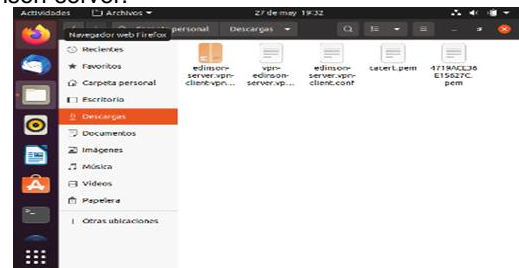 inson-server.
Actividades Archivos 27 de may 19:32
Navegador web Firefox personal Descargas
Recientes
Favoritos
Carpeta personal
Escritorio
Descargas
Documentos
Imágenes
Música
Vídeos
Papelera
Otras ubicaciones
edinson-
server.vpn-
client-vpn...
vpn-
edinson-
server.vp...
edinson-
server.vpn-
client.conf
cacert.pem
4719ACE36
E15627C.
pem